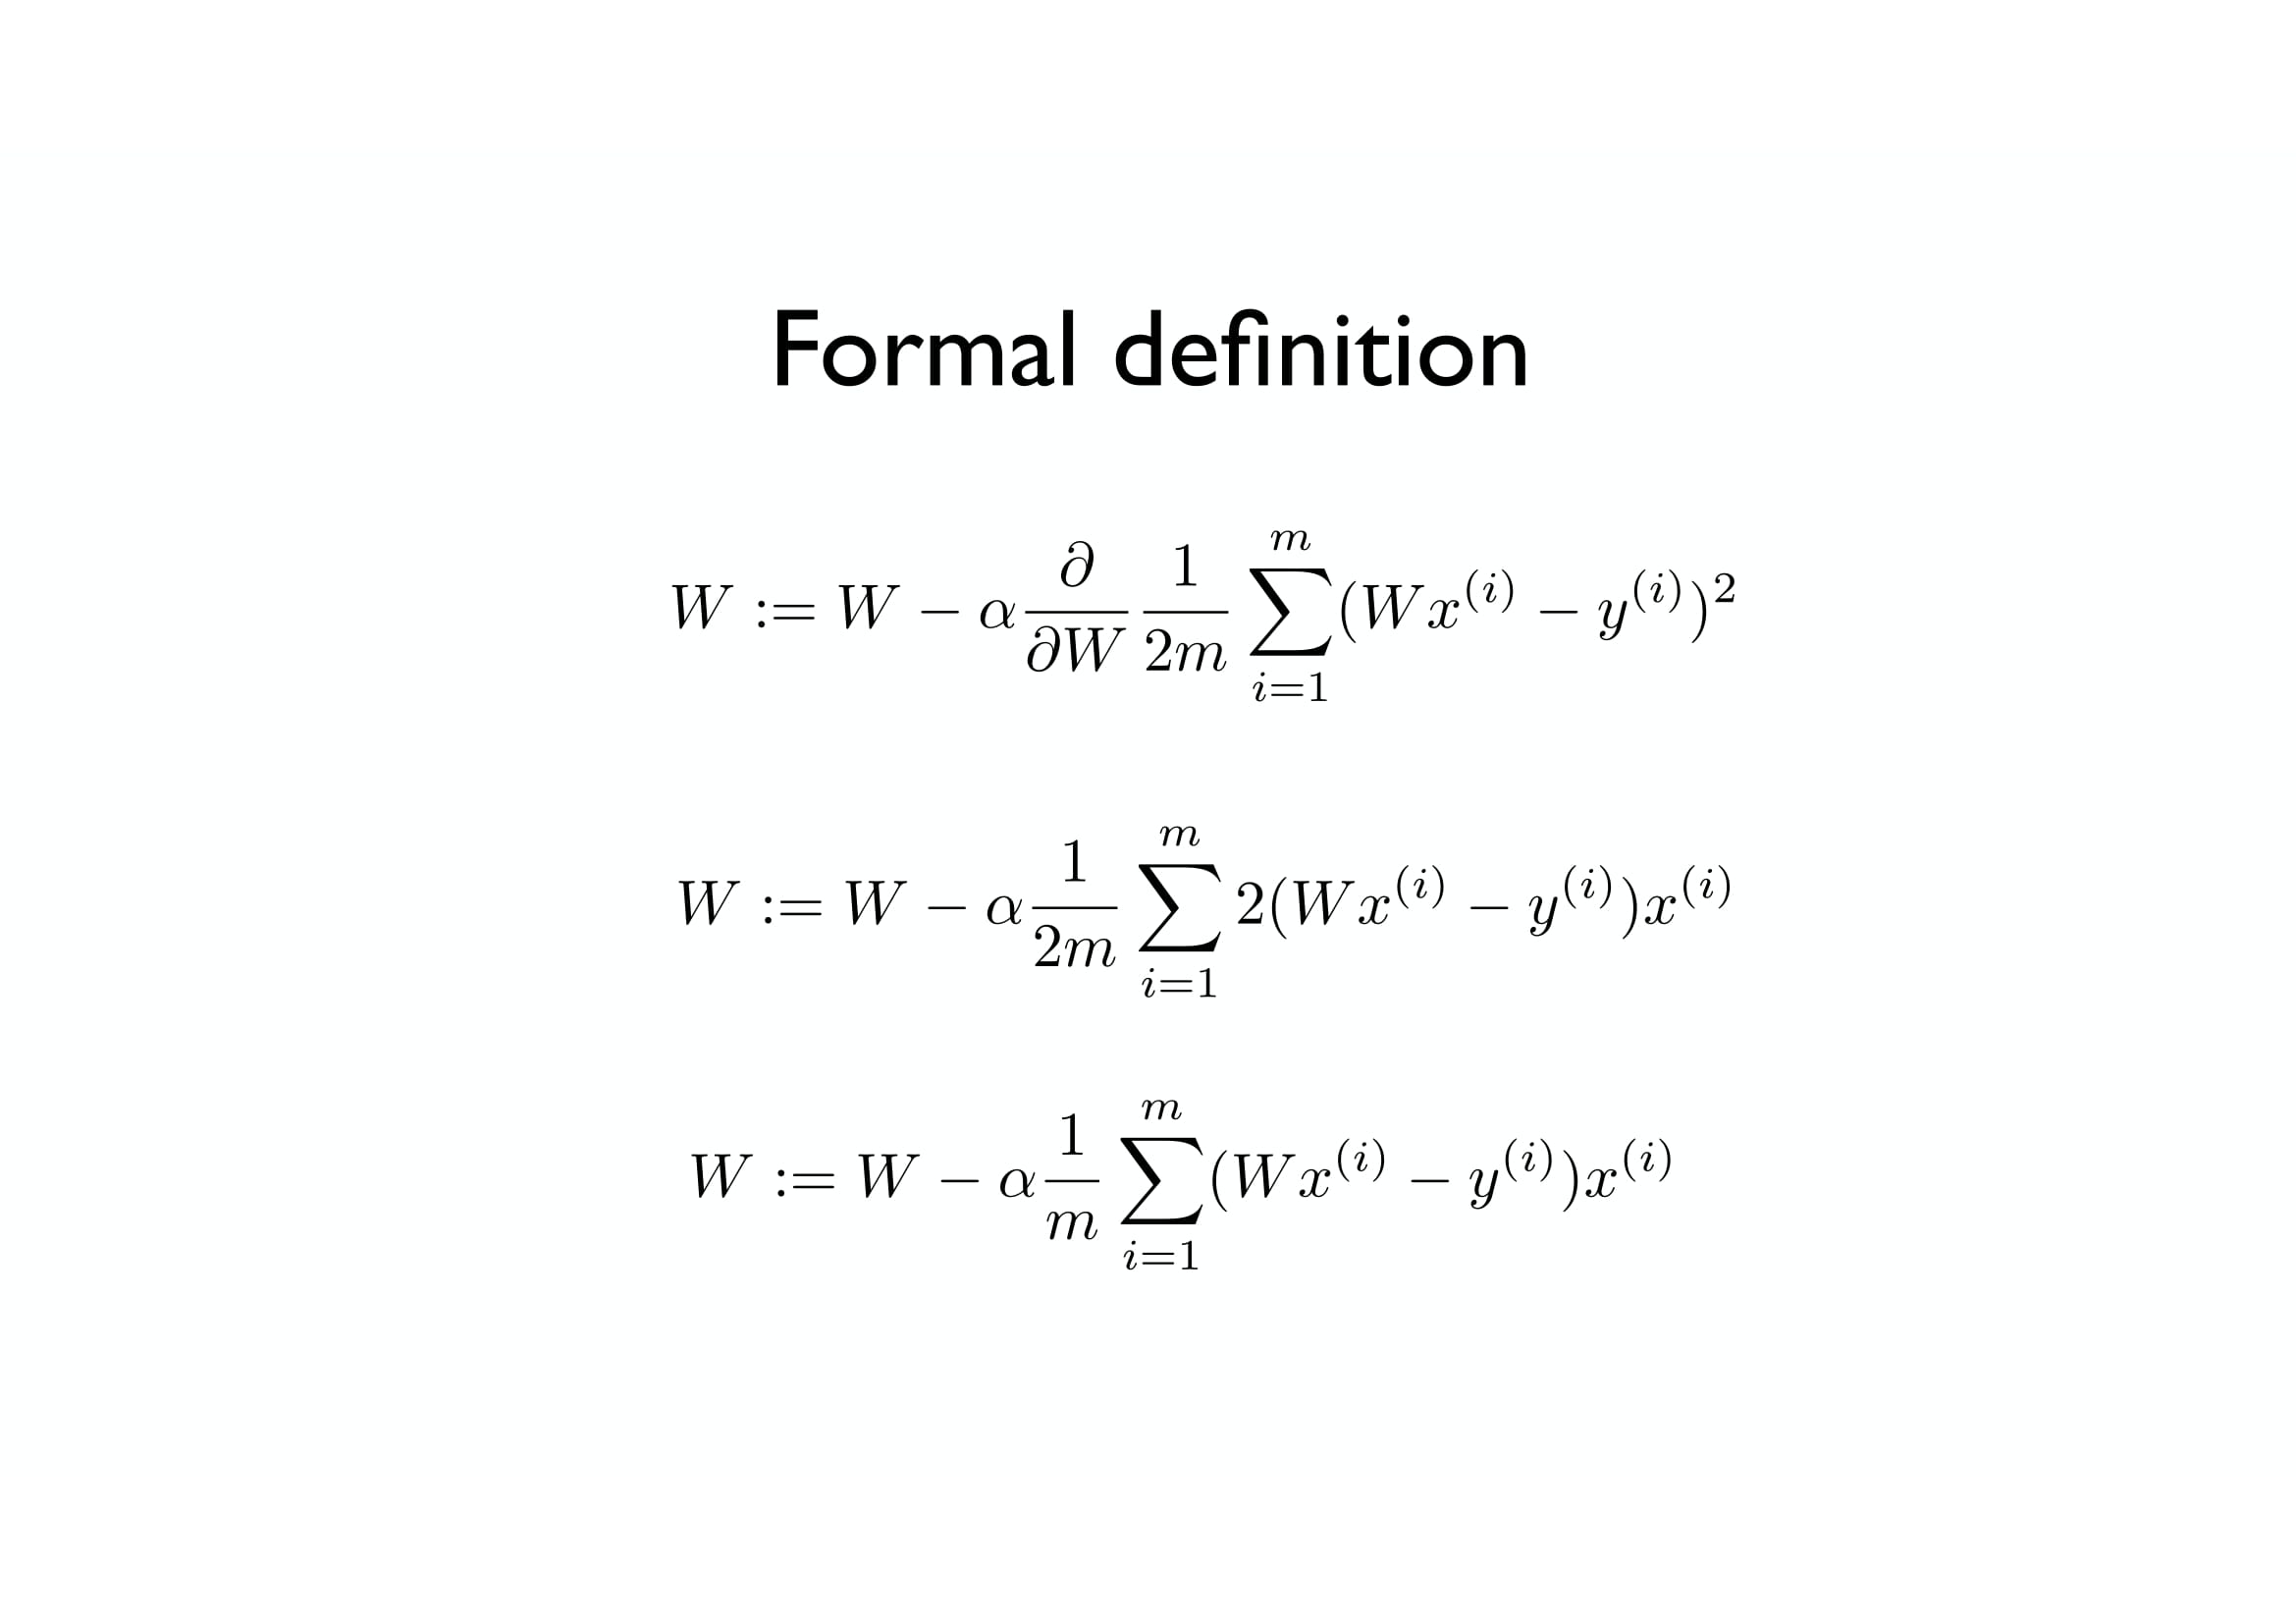 Formal definition
$W := W - \alpha \frac{\partial}{\partial W} \frac{1}{2m} \sum_{i=1}^{m} (Wx^{(i)} - y^{(i)})^2$
$W := W - \alpha \frac{1}{2m} \sum_{i=1}^{m} 2(Wx^{(i)} - y^{(i)})x^{(i)}$
$W := W - \alpha \frac{1}{m} \sum_{i=1}^{m} (Wx^{(i)} - y^{(i)})x^{(i)}$